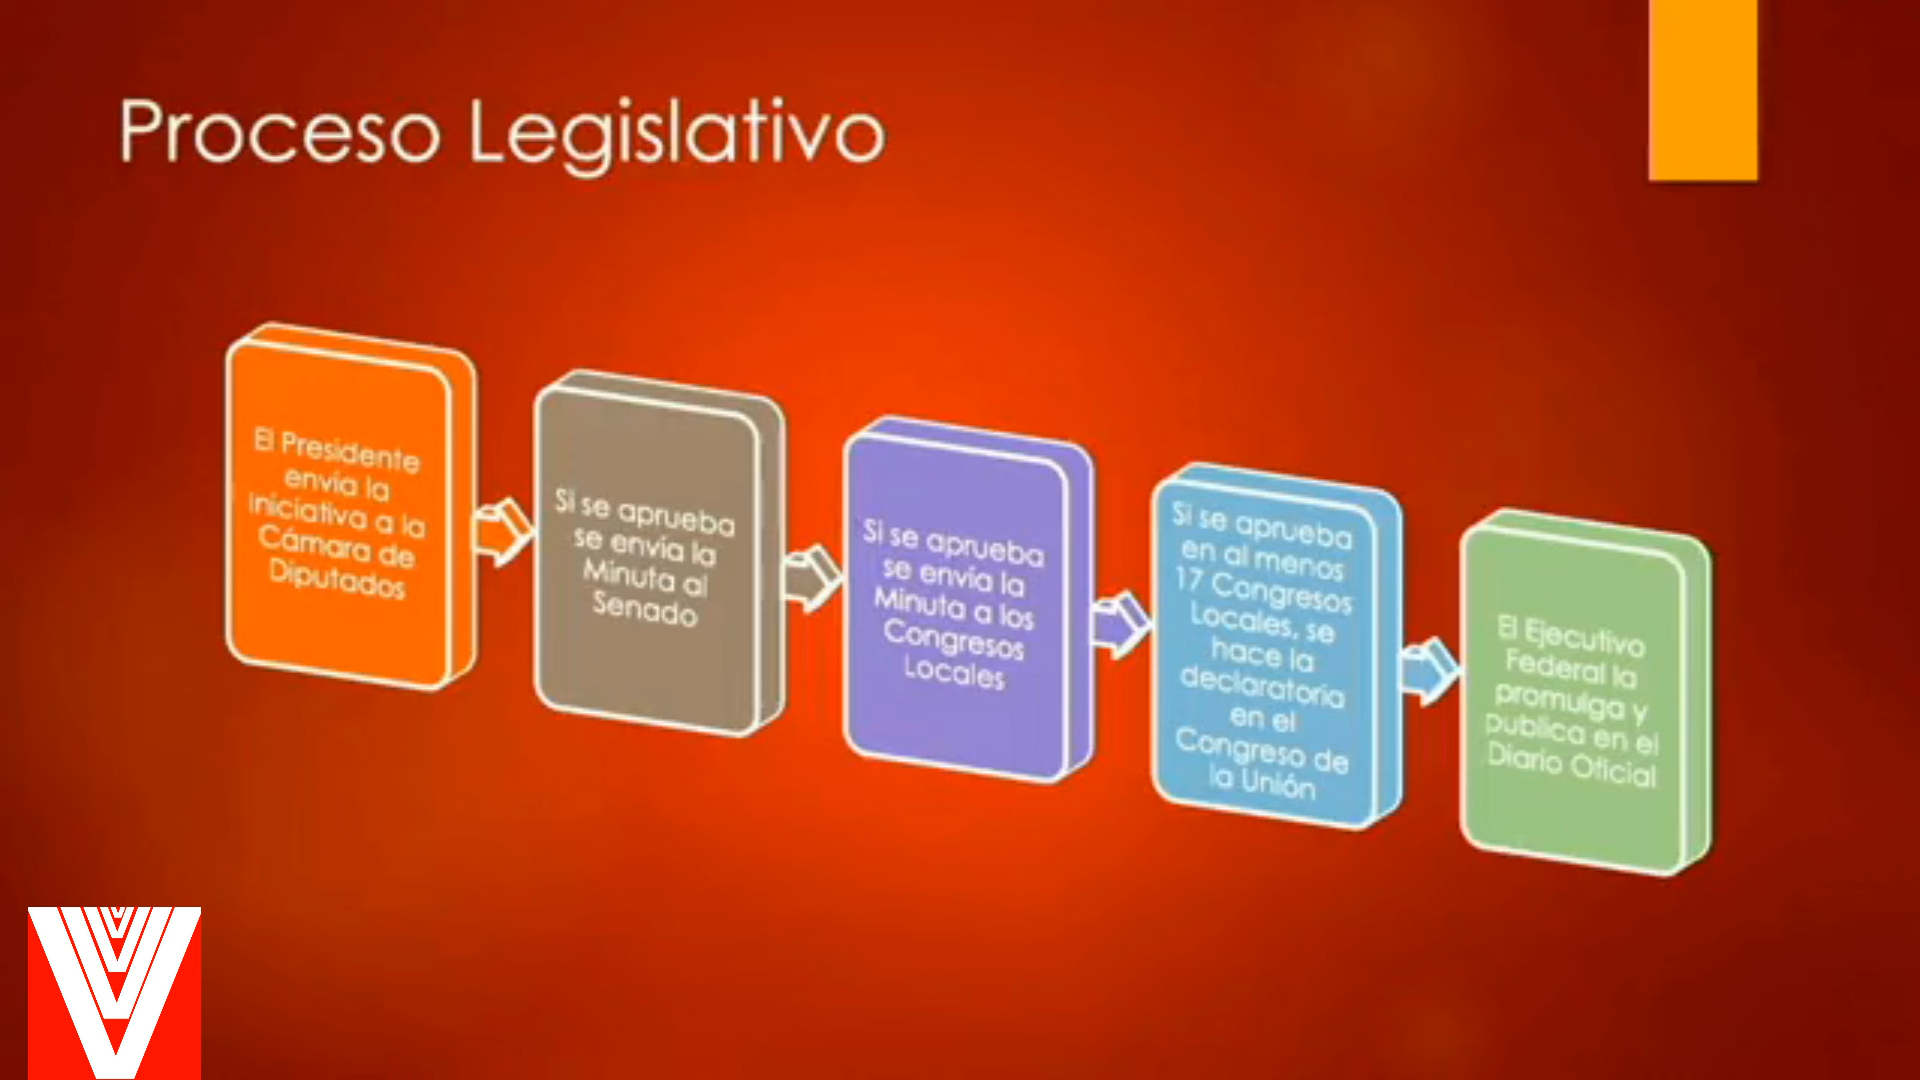 Proceso Legislativo
El Presidente
envía la
iniciativa a la
Cámara de
Diputados
Si se aprueba
se envía la
Minuta al
Senado
Si se aprueba
se envía la
Minuta a los
Congresos
Locales
Si se aprueba
en al menos
17 Congresos
Locales, se
hace la
declaratoria
en el
Congreso de
la Unión
El Ejecutivo
Federal la
promulga y
publica en el
Diario Oficial